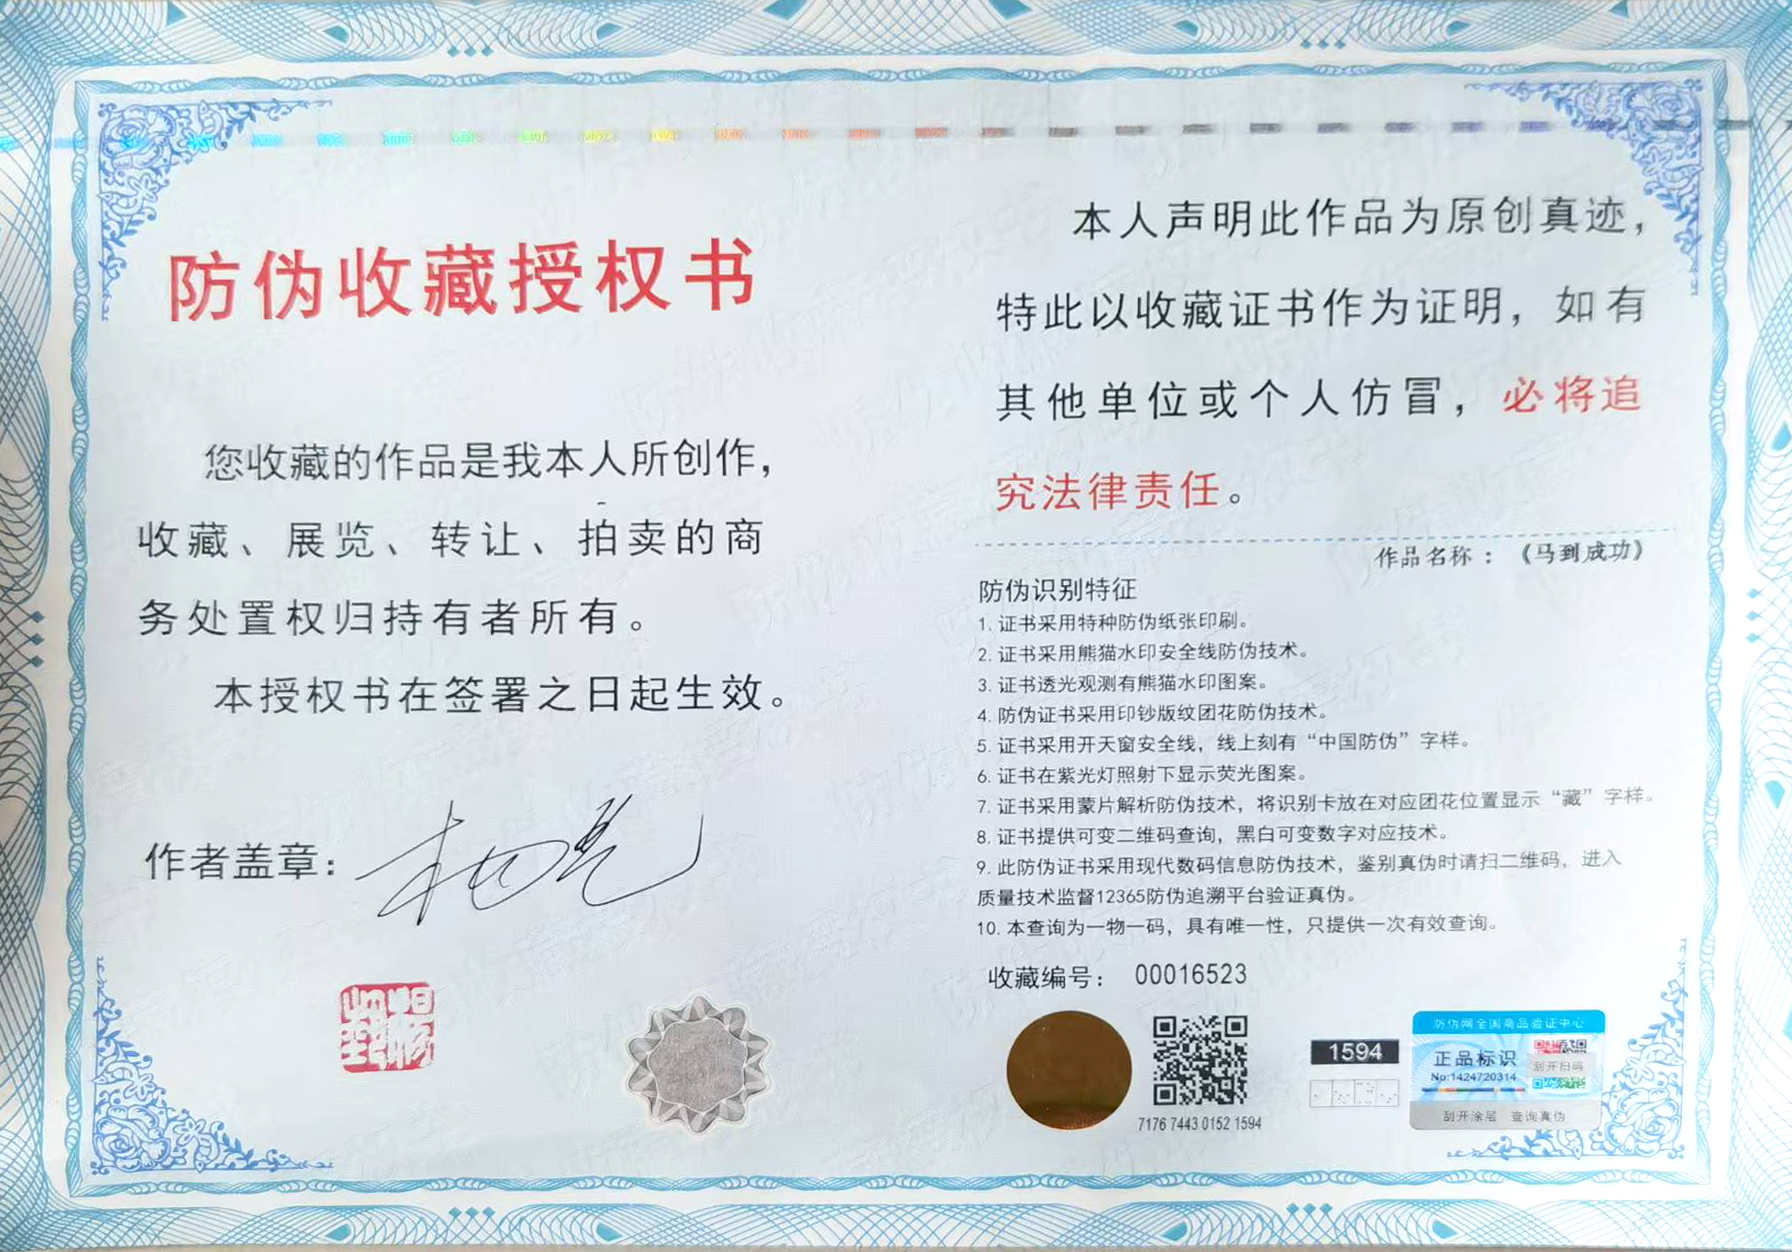 防伪收藏授权书
您收藏的作品是我本人所创作，
收藏、展览、转让、拍卖的商
务处置权归持有者所有。
本授权书在签署之日起生效。
作者盖章：
本人声明此作品为原创真迹，
特此以收藏证书作为证明，如有
其他单位或个人仿冒，必将追
究法律责任。
作品名称：《马到成功》
防伪识别特征
1. 证书采用特种防伪纸张印刷。
2. 证书采用熊猫水印安全线防伪技术。
3. 证书透光观测有熊猫水印图案。
4. 防伪证书采用印钞版纹团花防伪技术。
5. 证书采用开天窗安全线，线上刻有“中国防伪”字样。
6. 证书在紫光灯照射下显示荧光图案。
7. 证书采用蒙片解析防伪技术，将识别卡放在对应团花位置显示“藏”字样。
8. 证书提供可变二维码查询，黑白可变数字对应技术。
9. 此防伪证书采用现代数码信息防伪技术，鉴别真伪时请扫二维码，进入
质量技术监督12365防伪追溯平台验证真伪。
10. 本查询为一物一码，具有唯一性，只提供一次有效查询。
收藏编号： 00016523
7176 7443 0152 1594
1594
防伪网全国商品验证中心
正品标识
No:1424720314
刮开扫码
刮开涂层 查询真伪